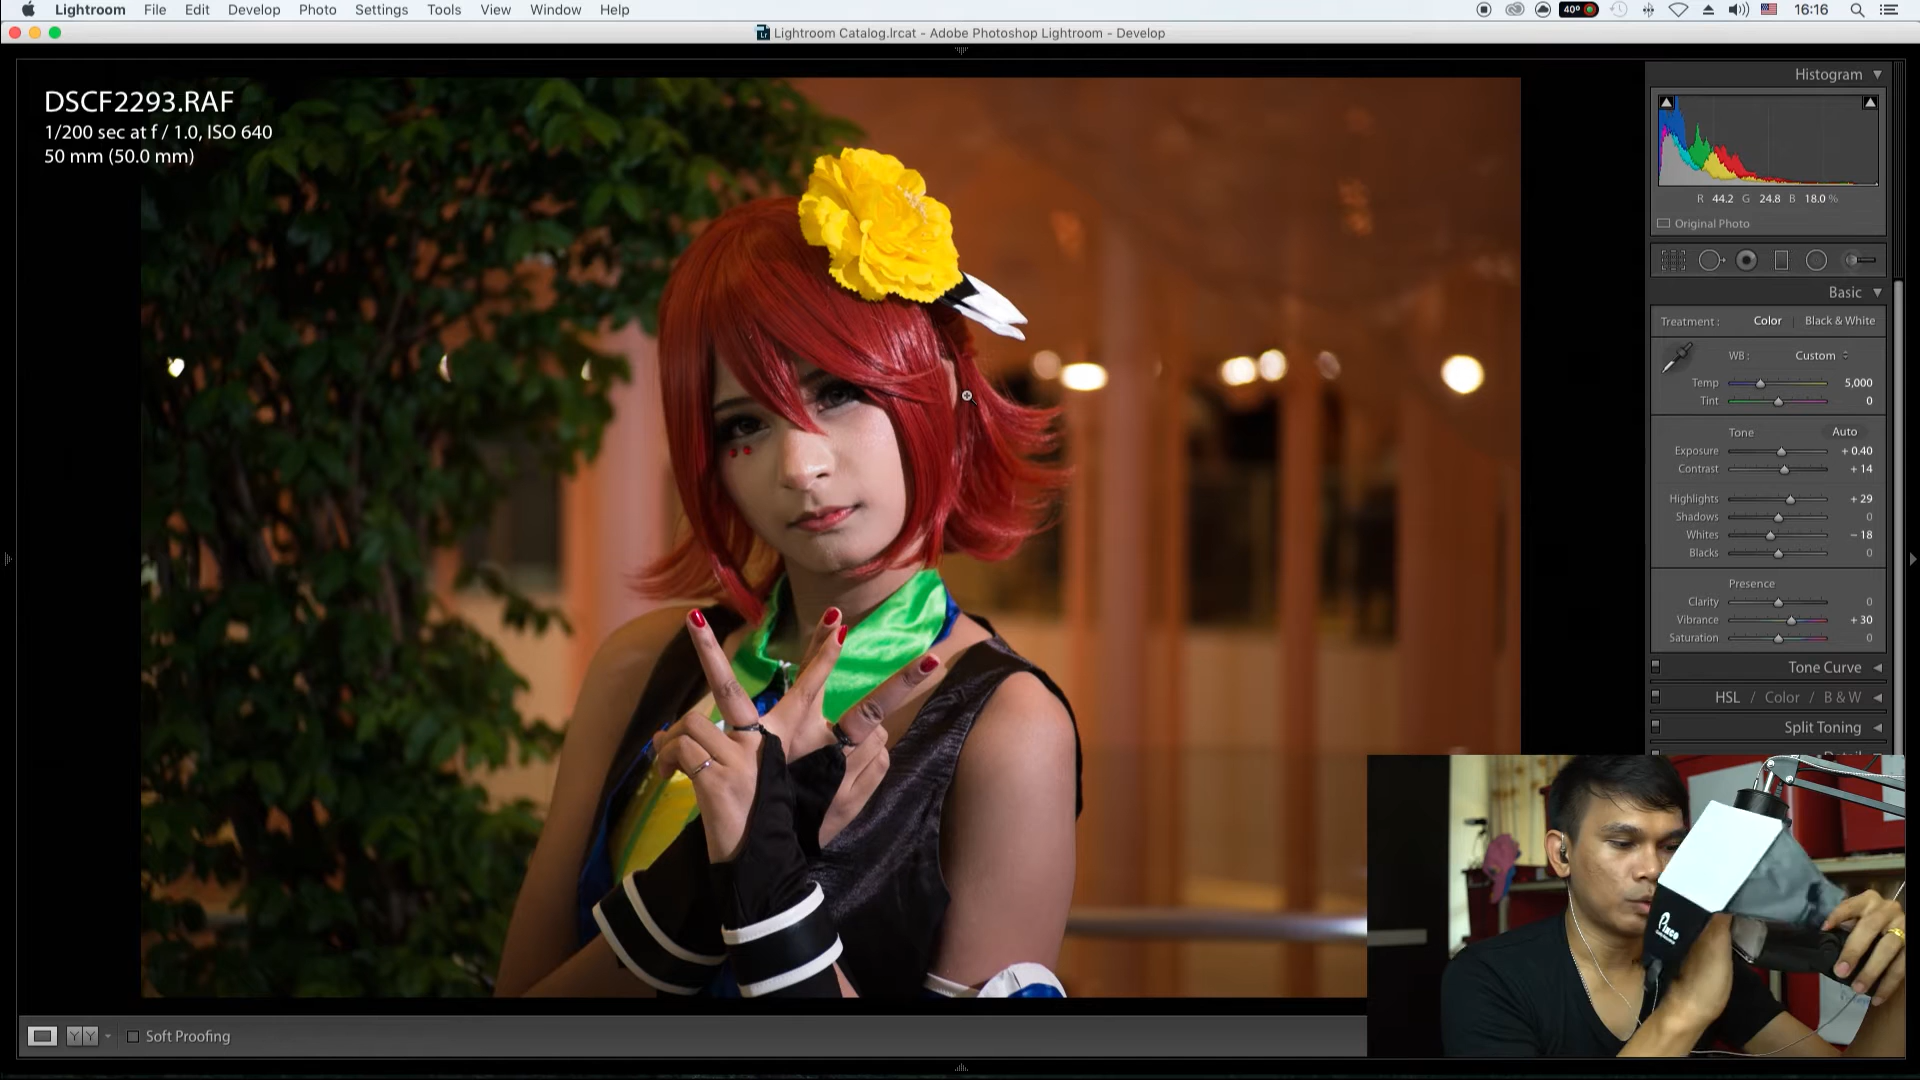 Lightroom File Edit Develop Photo Settings Tools View Window Help 40° 16:16
Lightroom Catalog.lrcat - Adobe Photoshop Lightroom - Develop
DSCF2293.RAF
1/200 sec at f / 1.0, ISO 640
50 mm (50.0 mm)
Histogram
R 44.2 G 24.8 B 18.0 %
Original Photo
Basic
Treatment : Color Black & White
WB : Custom
Temp 5,000
Tint 0
Tone Auto
Exposure + 0.40
Contrast + 14
Highlights + 29
Shadows 0
Whites – 18
Blacks 0
Presence
Clarity 0
Vibrance + 30
Saturation 0
Tone Curve
HSL / Color / B & W
Split Toning
Pixco
Y Y Soft Proofing